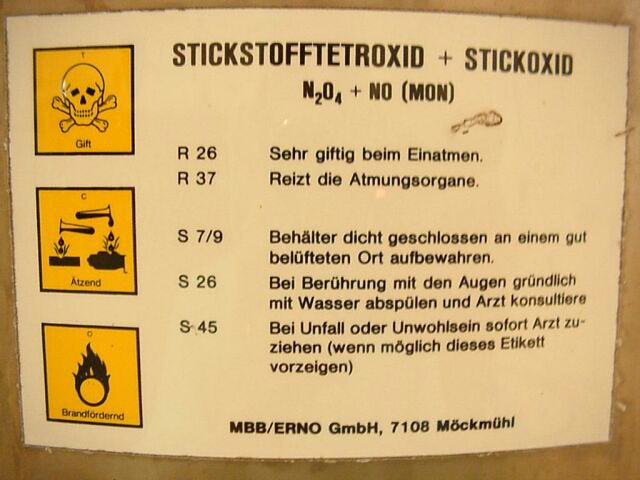 STICKSTOFFTETROXID + STICKOXID
N₂O₄ + NO (MON)
T
Gift
R 26 Sehr giftig beim Einatmen.
R 37 Reizt die Atmungsorgane.
C
Ätzend
S 7/9 Behälter dicht geschlossen an einem gut
belüfteten Ort aufbewahren.
S 26 Bei Berührung mit den Augen gründlich
mit Wasser abspülen und Arzt konsultiere
O
Brandfördernd
S 45 Bei Unfall oder Unwohlsein sofort Arzt zu-
ziehen (wenn möglich dieses Etikett
vorzeigen)
MBB/ERNO GmbH, 7108 Möckmühl